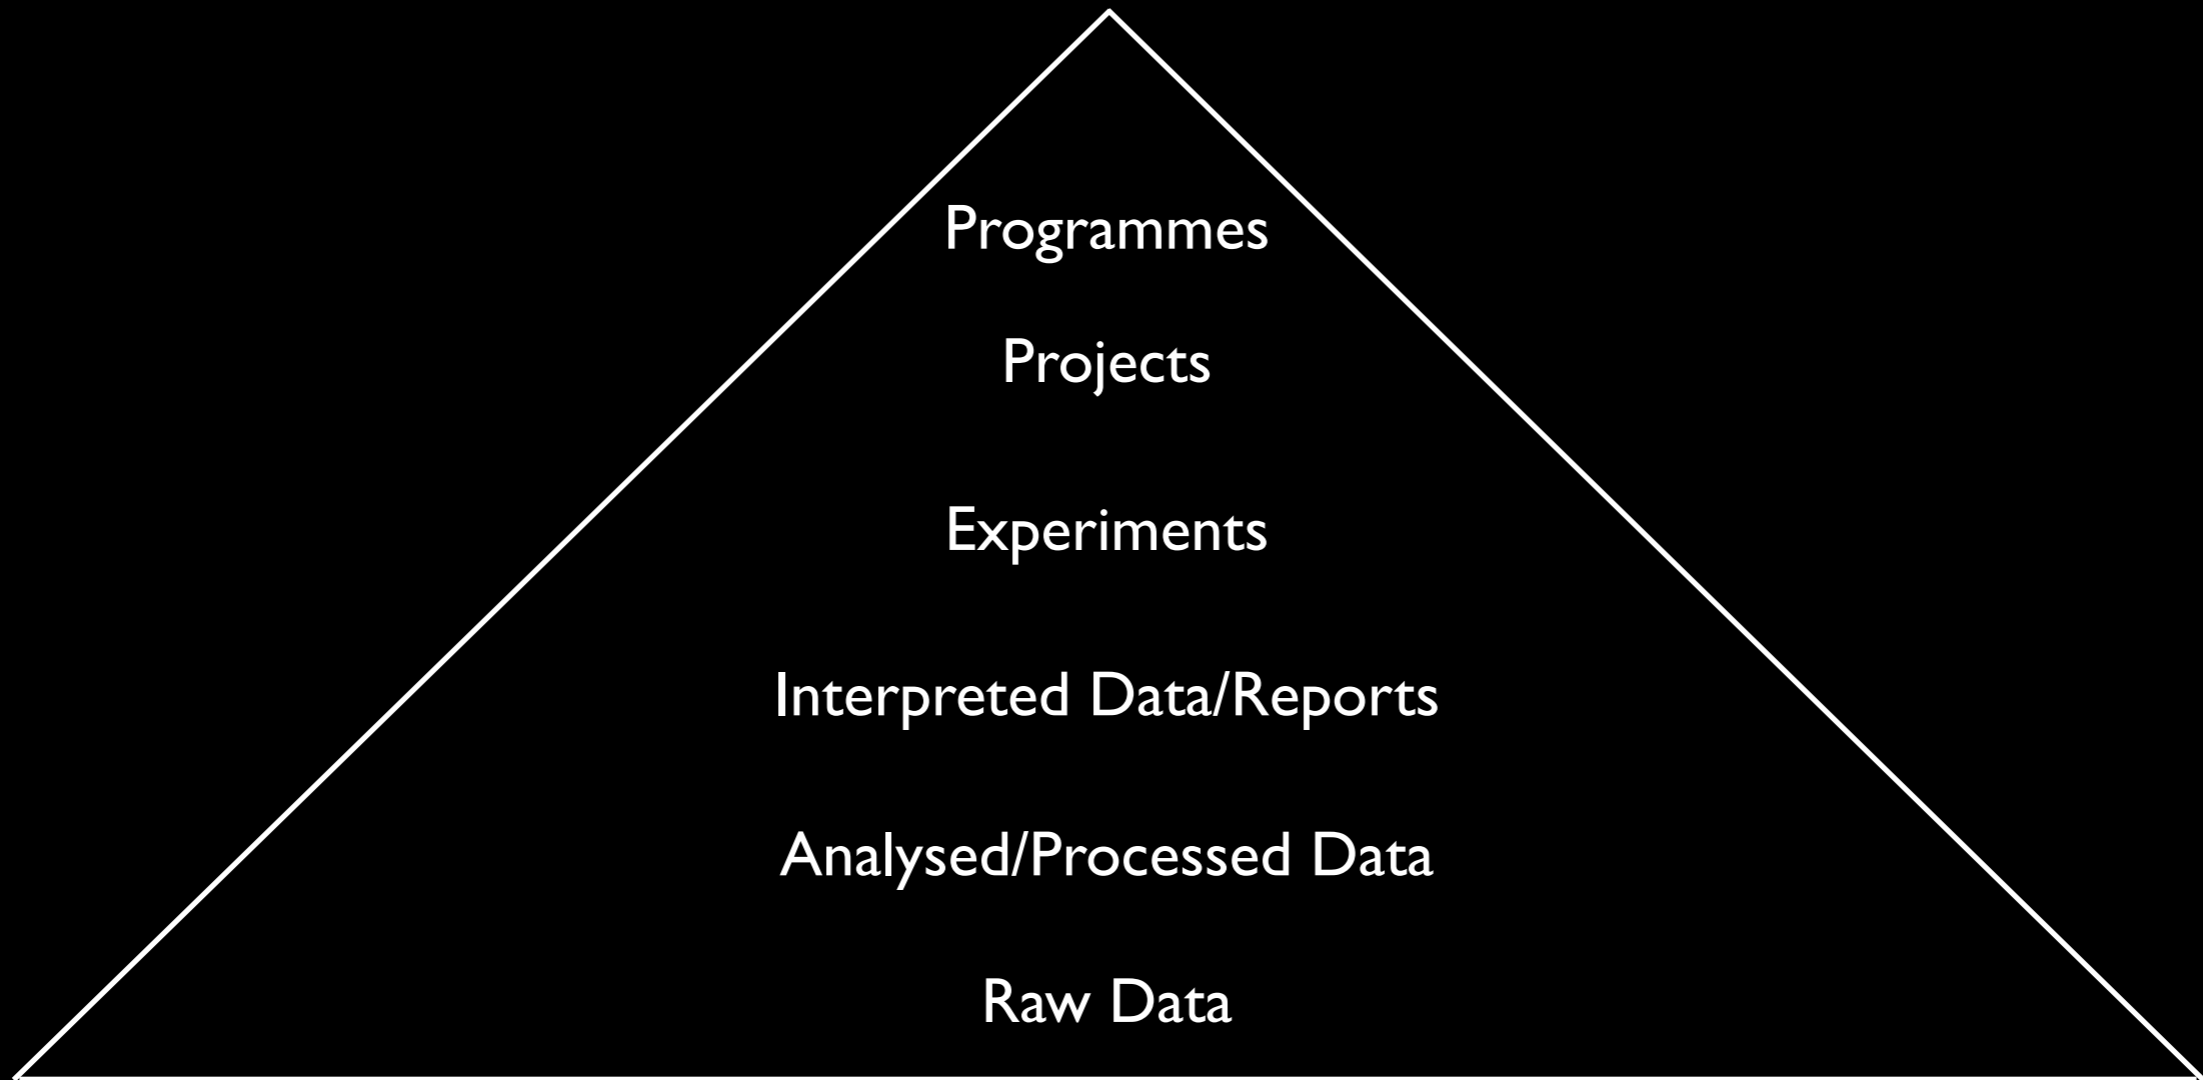 Programmes
Projects
Experiments
Interpreted Data/Reports
Analysed/Processed Data
Raw Data